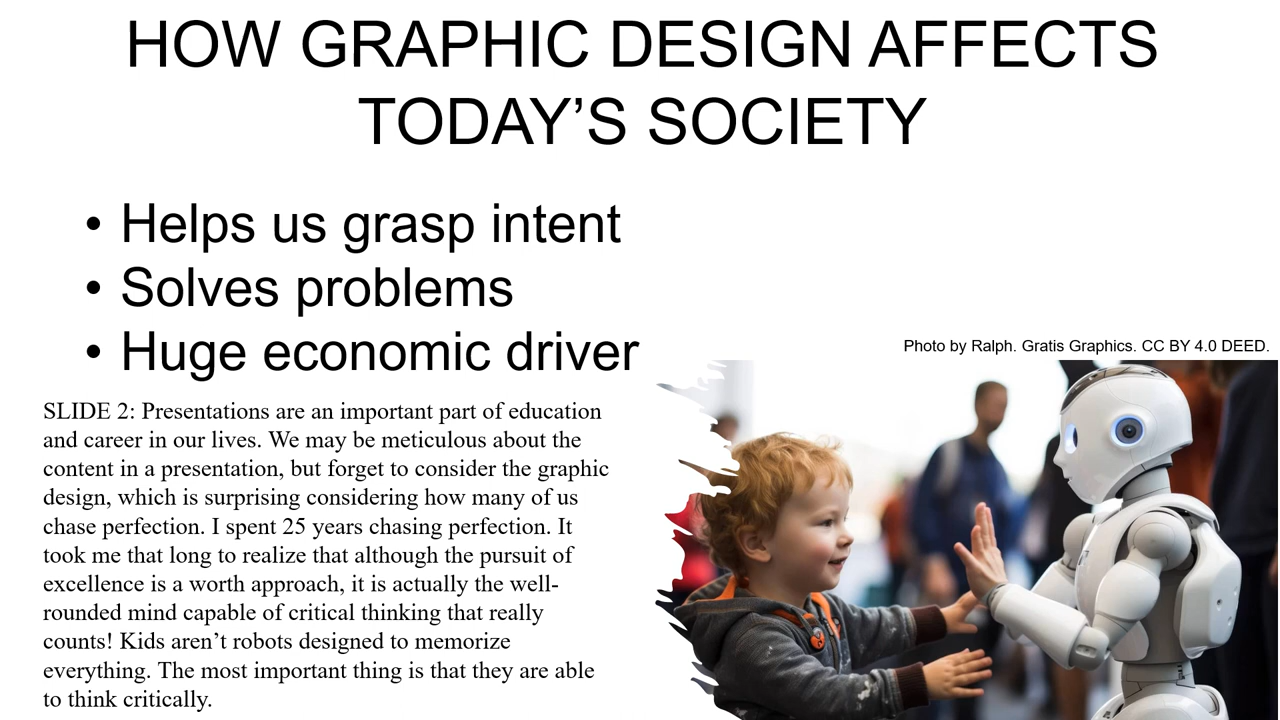 HOW GRAPHIC DESIGN AFFECTS
TODAY’S SOCIETY
• Helps us grasp intent
• Solves problems
• Huge economic driver
Photo by Ralph. Gratis Graphics. CC BY 4.0 DEED.
SLIDE 2: Presentations are an important part of education
and career in our lives. We may be meticulous about the
content in a presentation, but forget to consider the graphic
design, which is surprising considering how many of us
chase perfection. I spent 25 years chasing perfection. It
took me that long to realize that although the pursuit of
excellence is a worth approach, it is actually the well-
rounded mind capable of critical thinking that really
counts! Kids aren’t robots designed to memorize
everything. The most important thing is that they are able
to think critically.